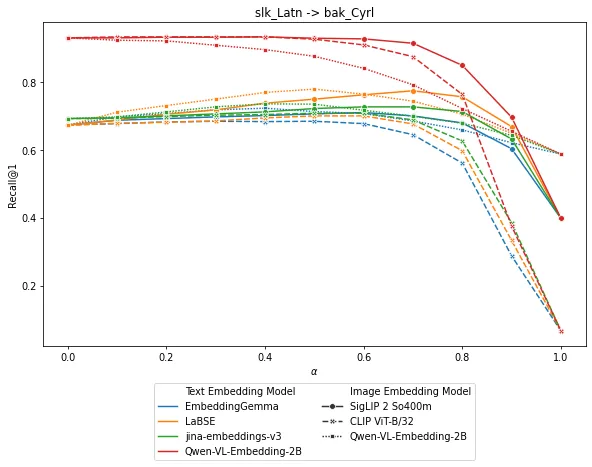 slk_Latn -> bak_Cyrl
Recall@1
0.8
0.6
0.4
0.2
0.0 0.2 0.4 0.6 0.8 1.0
α
Text Embedding Model
EmbeddingGemma
LaBSE
jina-embeddings-v3
Qwen-VL-Embedding-2B
Image Embedding Model
SigLIP 2 So400m
CLIP ViT-B/32
Qwen-VL-Embedding-2B